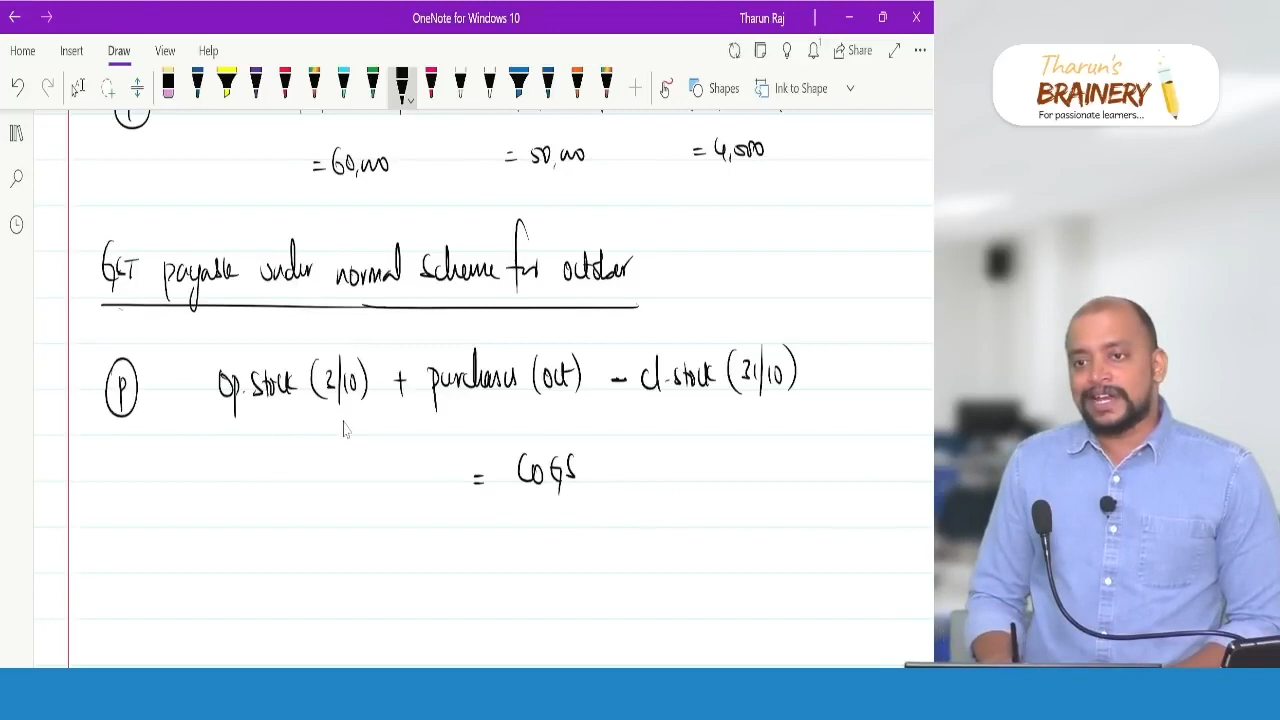 OneNote for Windows 10
Tharun Raj
Home Insert Draw View Help
Share
Shapes
Ink to Shape
Tharun's
BRAINERY
For passionate learners...
= 60,000 = 50,000 = 4,500
GST payable under normal scheme for october
P op. stock (2/10) + purchases (oct) - cl. stock (31/10)
= COGS